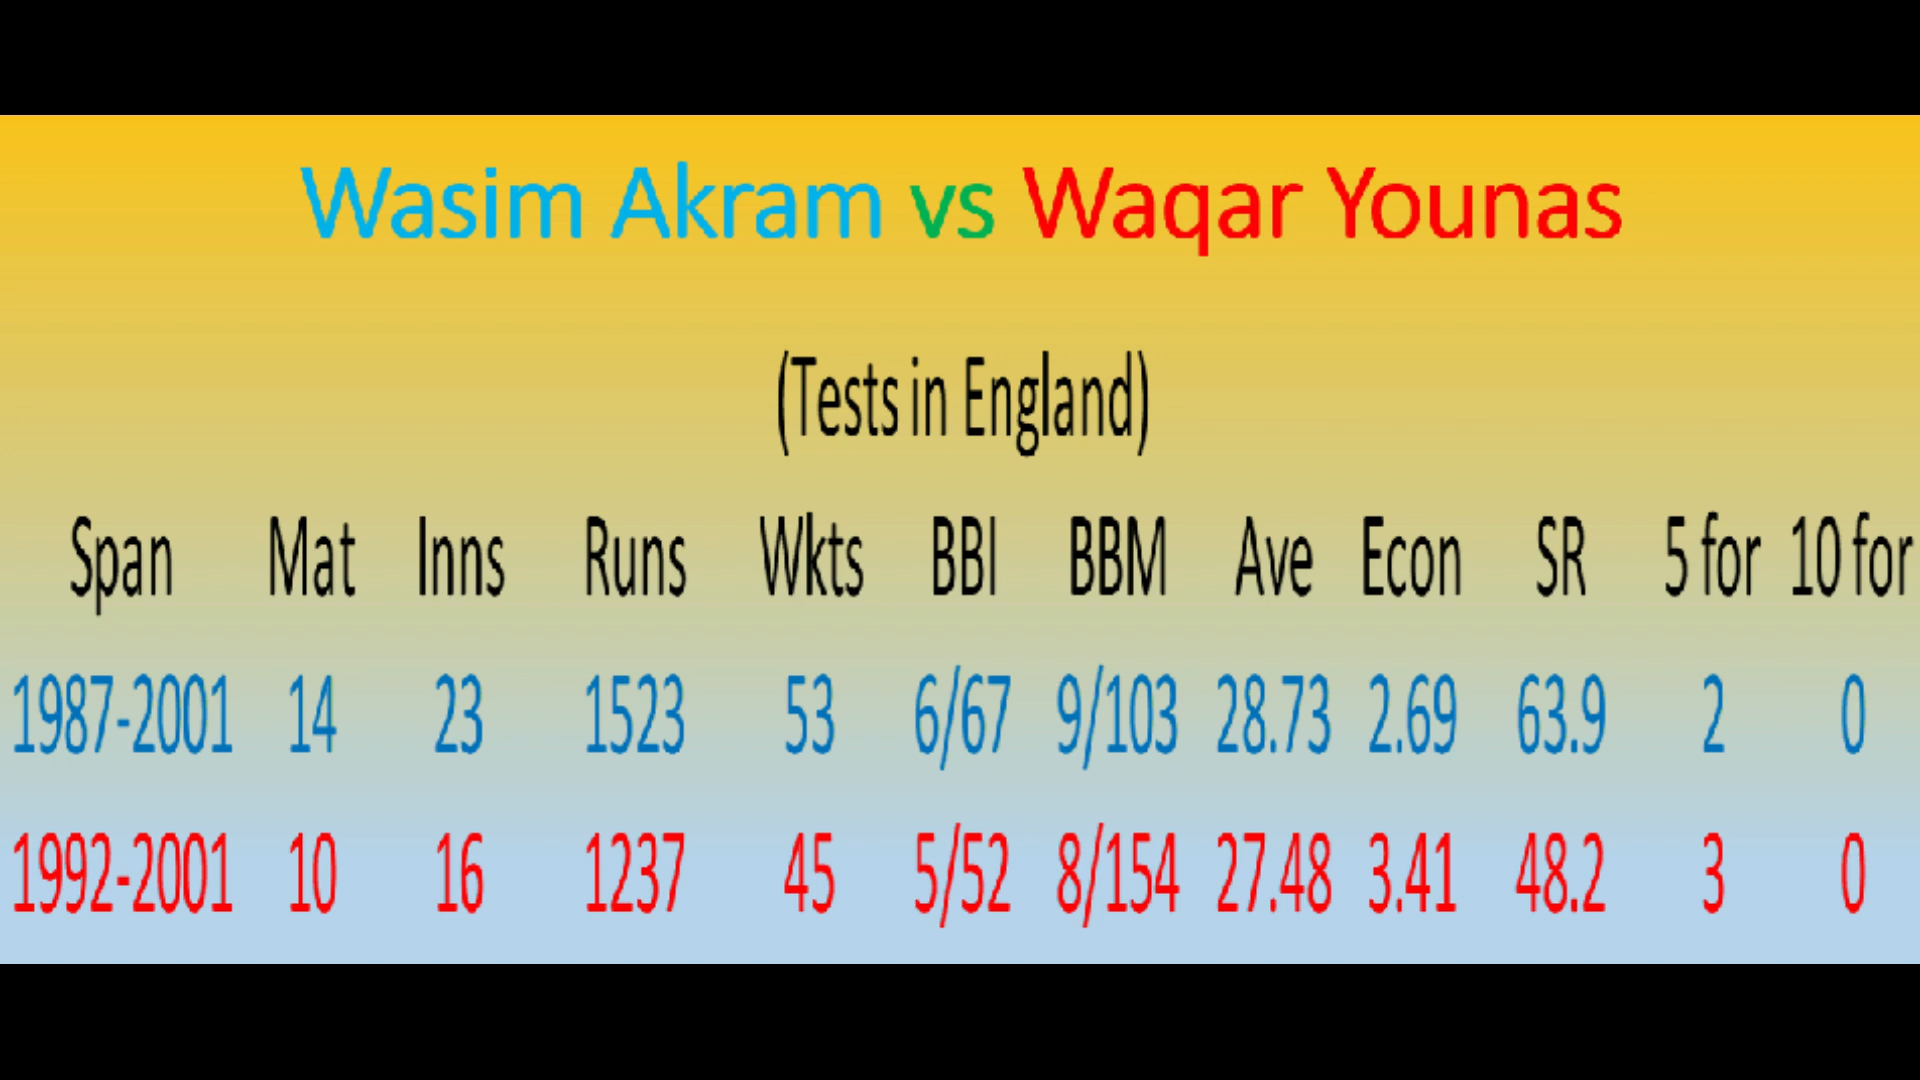 Wasim Akram vs Waqar Younas
(Tests in England)
Span Mat Inns Runs Wkts BBI BBM Ave Econ SR 5 for 10 for
1987-2001 14 23 1523 53 6/67 9/103 28.73 2.69 63.9 2 0
1992-2001 10 16 1237 45 5/52 8/154 27.48 3.41 48.2 3 0